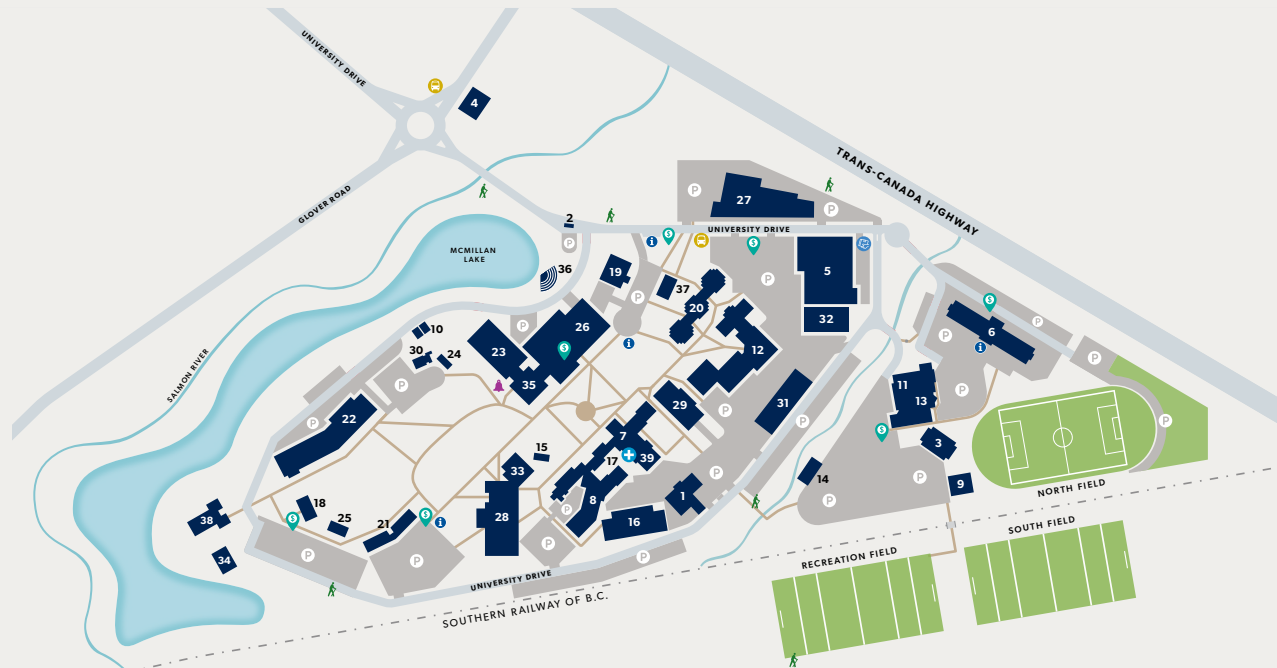 UNIVERSITY DRIVE
4
TRANS-CANADA HIGHWAY
GLOVER ROAD
P
27
P
2
UNIVERSITY DRIVE
i
$
$
P
MCMILLAN
LAKE
36
19
37
P
5
P
20
32
10
P
26
23
30
24
$
i
35
12
$
P
6
i
P
P
P
SALMON RIVER
P
P
22
29
31
P
P
11
13
P
$
3
P
7
15
17
39
33
P
14
9
P
P
NORTH FIELD
1
8
P
16
28
18
38
$
25
21
$
i
34
P
P
P
P
SOUTH FIELD
RECREATION FIELD
UNIVERSITY DRIVE
SOUTHERN RAILWAY OF B.C.